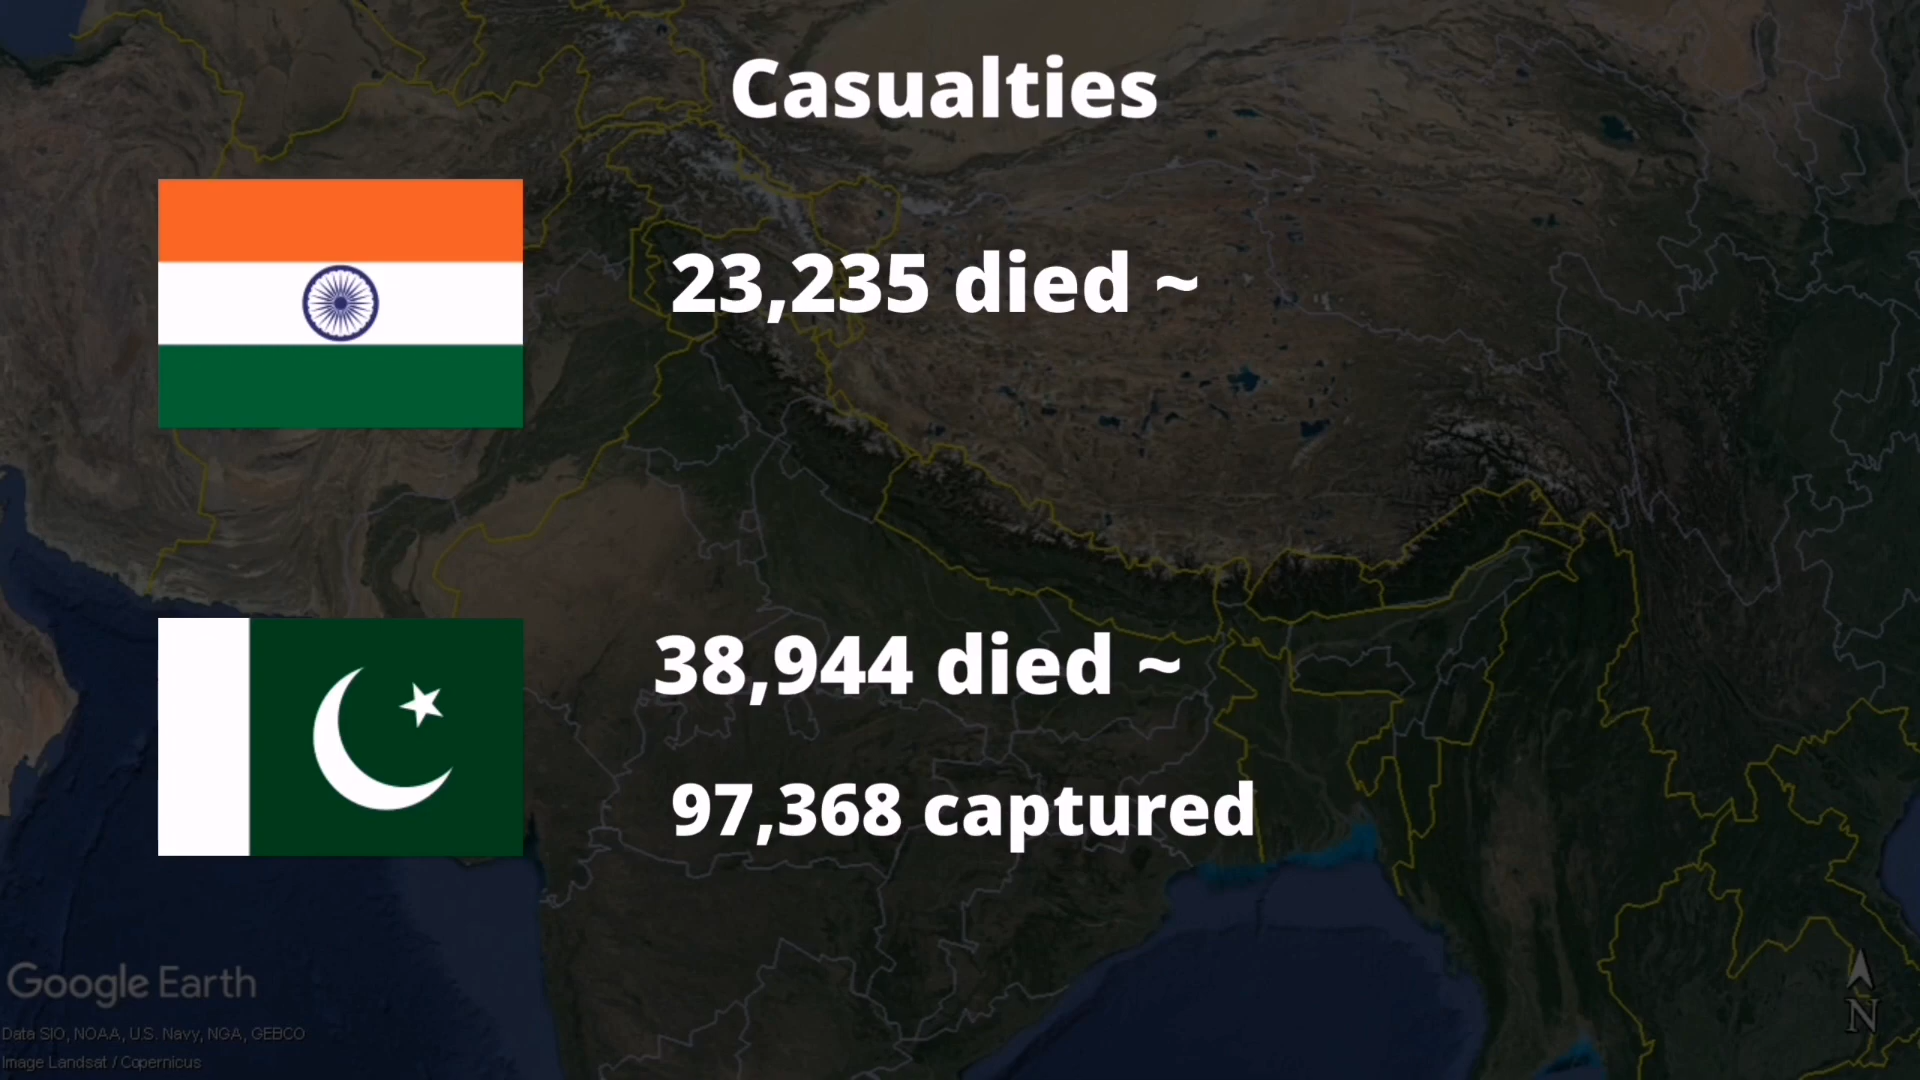 Casualties
23,235 died ~
38,944 died ~
97,368 captured
Google Earth
Data SIO, NOAA, U.S. Navy, NGA, GEBCO
Image Landsat / Copernicus
N